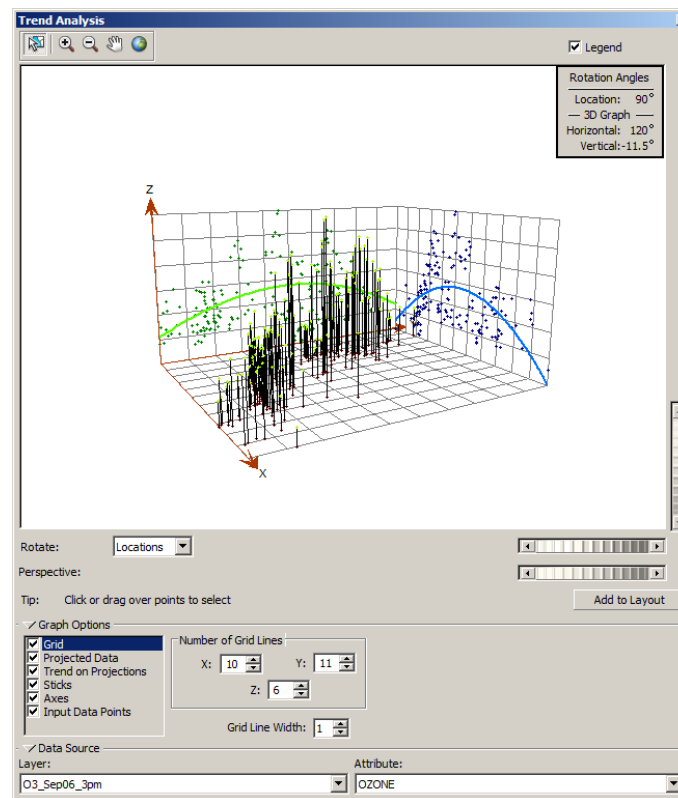 Trend Analysis
Legend
Rotation Angles
Location: 90°
3D Graph
Horizontal: 120°
Vertical:-11.5°
Z
X
Rotate: Locations
Perspective:
Tip: Click or drag over points to select
Add to Layout
Graph Options
Grid
Projected Data
Trend on Projections
Sticks
Axes
Input Data Points
Number of Grid Lines
X: 10 Y: 11
Z: 6
Grid Line Width: 1
Data Source
Layer: Attribute:
O3_Sep06_3pm OZONE